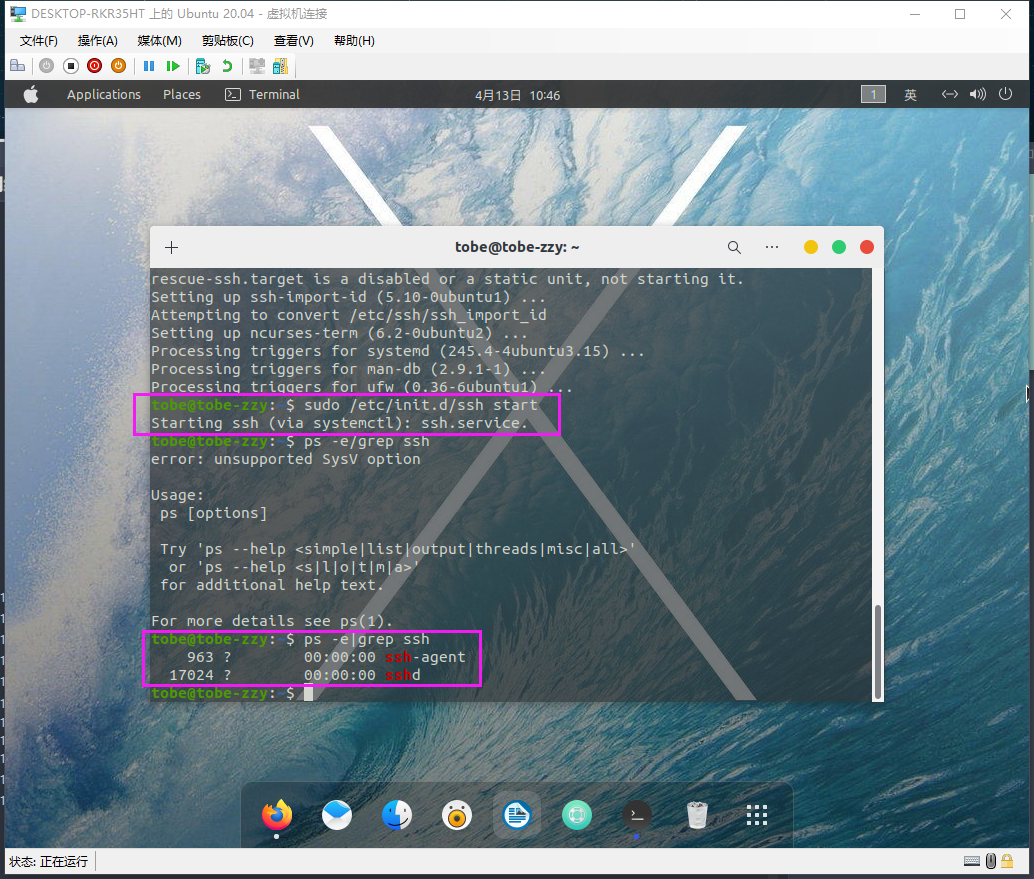 DESKTOP-RKR35HT 上的 Ubuntu 20.04 - 虚拟机连接
文件(F) 操作(A) 媒体(M) 剪贴板(C) 查看(V) 帮助(H)
Applications Places Terminal 4月13日 10:46 1 英
tobe@tobe-zzy: ~
rescue-ssh.target is a disabled or a static unit, not starting it.
Setting up ssh-import-id (5.10-0ubuntu1) ...
Attempting to convert /etc/ssh/ssh_import_id
Setting up ncurses-term (6.2-0ubuntu2) ...
Processing triggers for systemd (245.4-4ubuntu3.15) ...
Processing triggers for man-db (2.9.1-1) ...
Processing triggers for ufw (0.36-6ubuntu1) ...
tobe@tobe-zzy: $ sudo /etc/init.d/ssh start
Starting ssh (via systemctl): ssh.service.
tobe@tobe-zzy: $ ps -e/grep ssh
error: unsupported SysV option
Usage:
ps [options]
Try 'ps --help <simple|list|output|threads|misc|all>'
or 'ps --help <s|l|o|t|m|a>'
for additional help text.
For more details see ps(1).
tobe@tobe-zzy: $ ps -e|grep ssh
963 ? 00:00:00 ssh-agent
17024 ? 00:00:00 sshd
tobe@tobe-zzy: $
状态: 正在运行